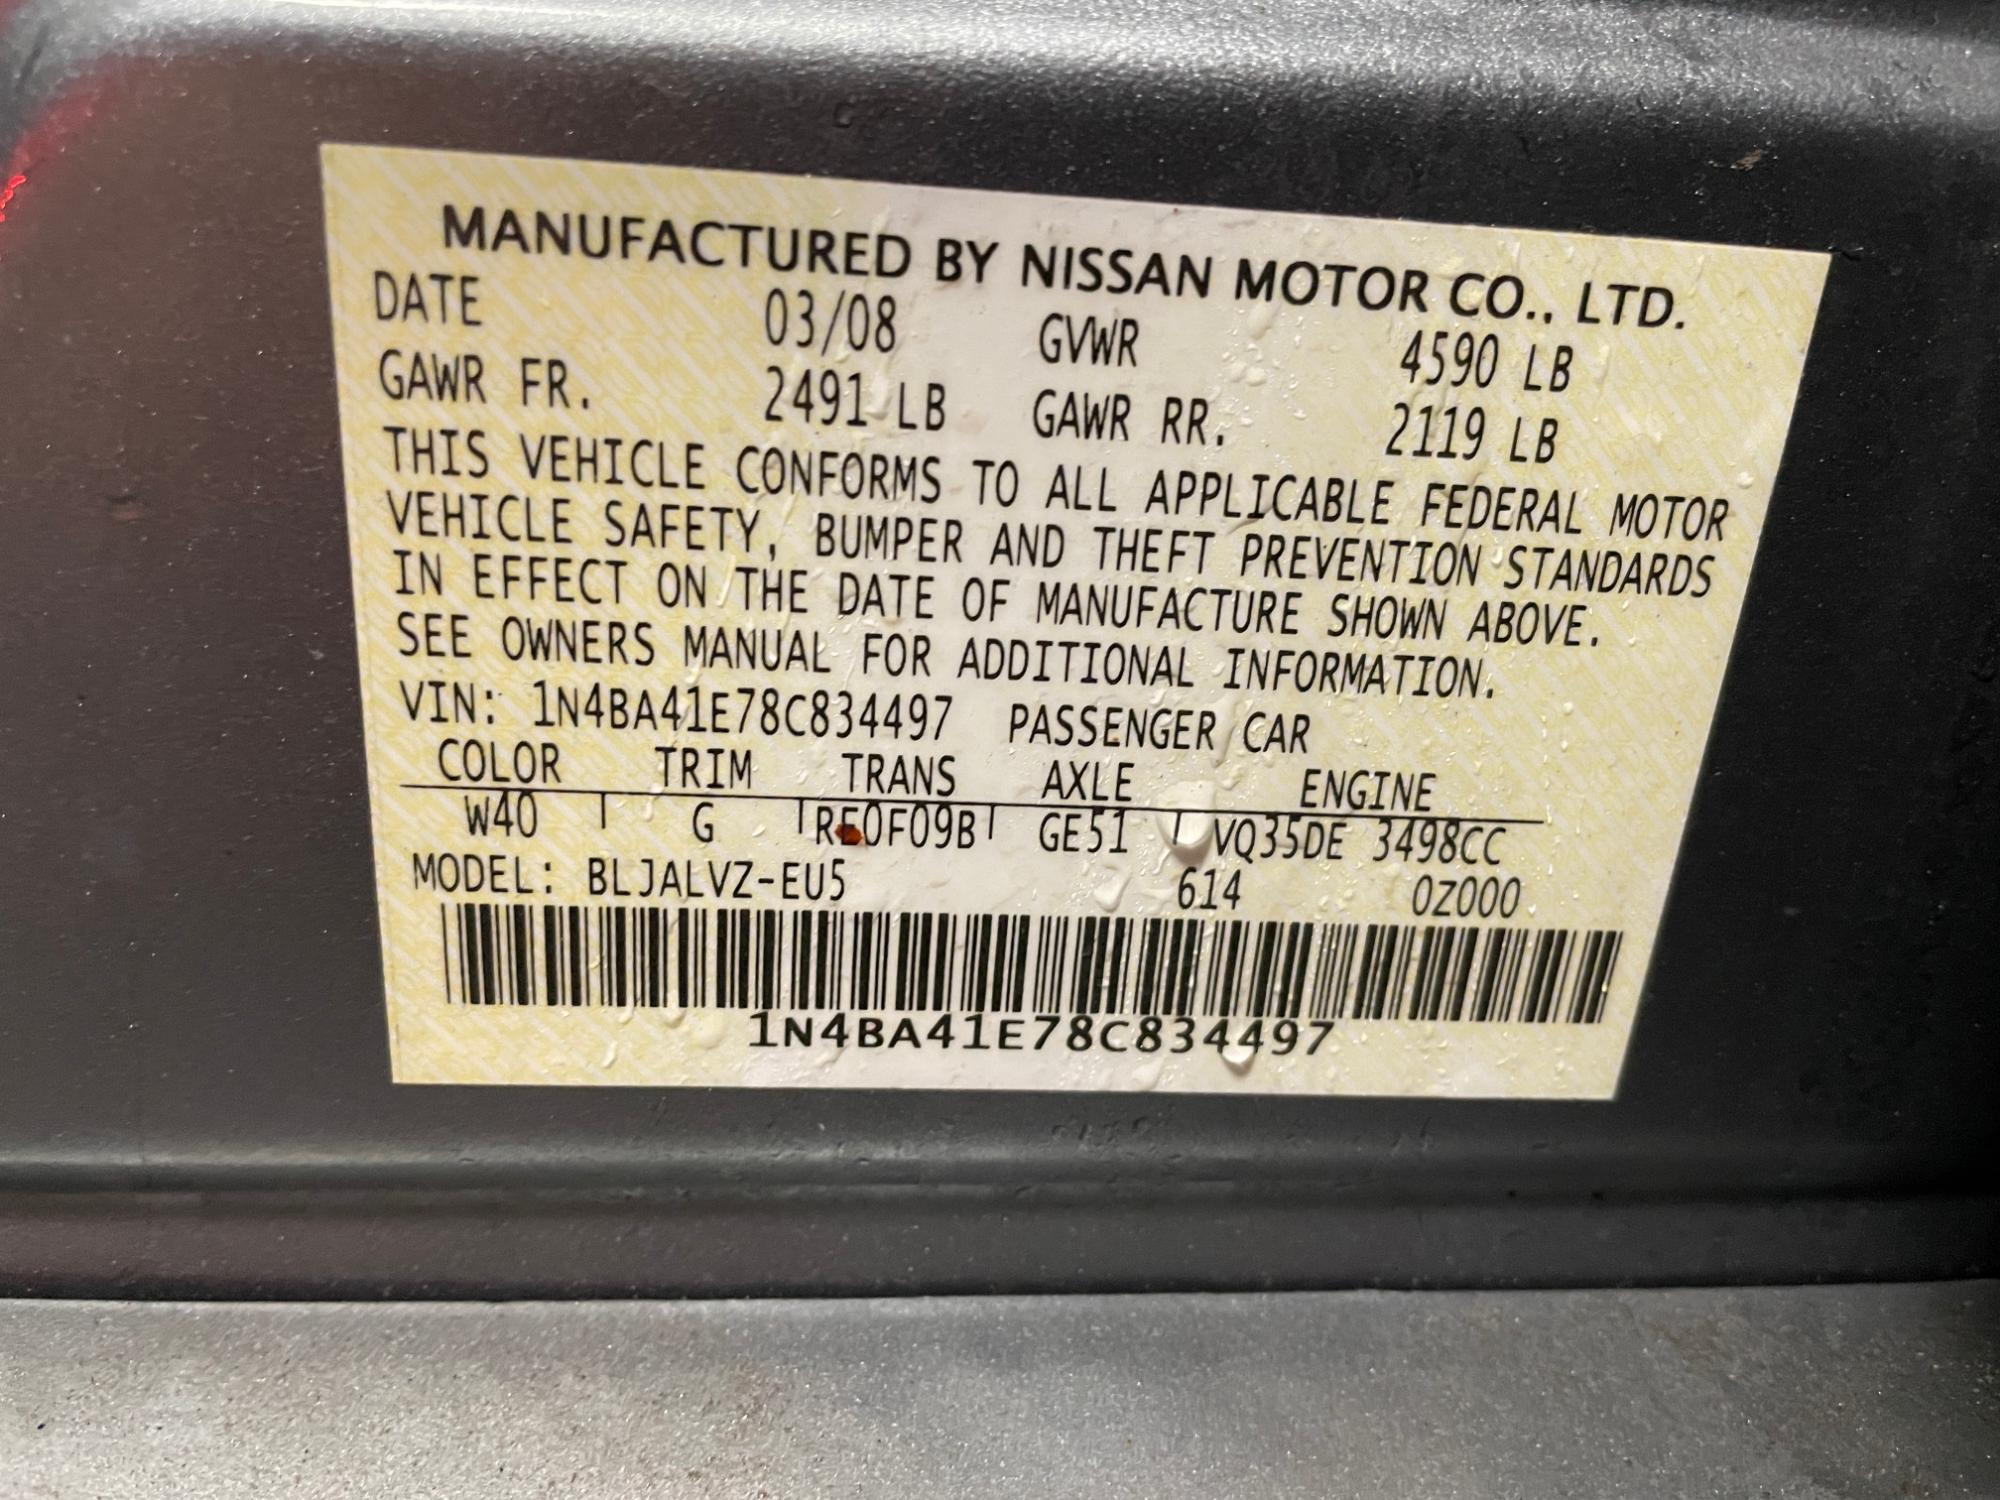 MANUFACTURED BY NISSAN MOTOR CO., LTD.
DATE 03/08 GVWR 4590 LB
GAWR FR. 2491 LB GAWR RR. 2119 LB
THIS VEHICLE CONFORMS TO ALL APPLICABLE FEDERAL MOTOR
VEHICLE SAFETY, BUMPER AND THEFT PREVENTION STANDARDS
IN EFFECT ON THE DATE OF MANUFACTURE SHOWN ABOVE.
SEE OWNERS MANUAL FOR ADDITIONAL INFORMATION.
VIN: 1N4BA41E78C834497 PASSENGER CAR
COLOR TRIM TRANS AXLE ENGINE
W40 G RE0F09B GE51 VQ35DE 3498CC
MODEL: BLJALVZ-EU5 614 0Z000
1N4BA41E78C834497